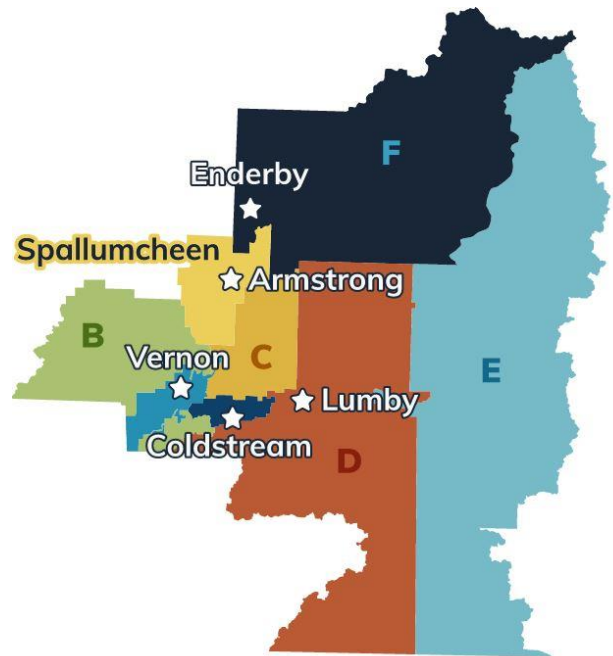 F
Enderby
Spallumcheen
Armstrong
B
Vernon
C
E
Lumby
Coldstream
D